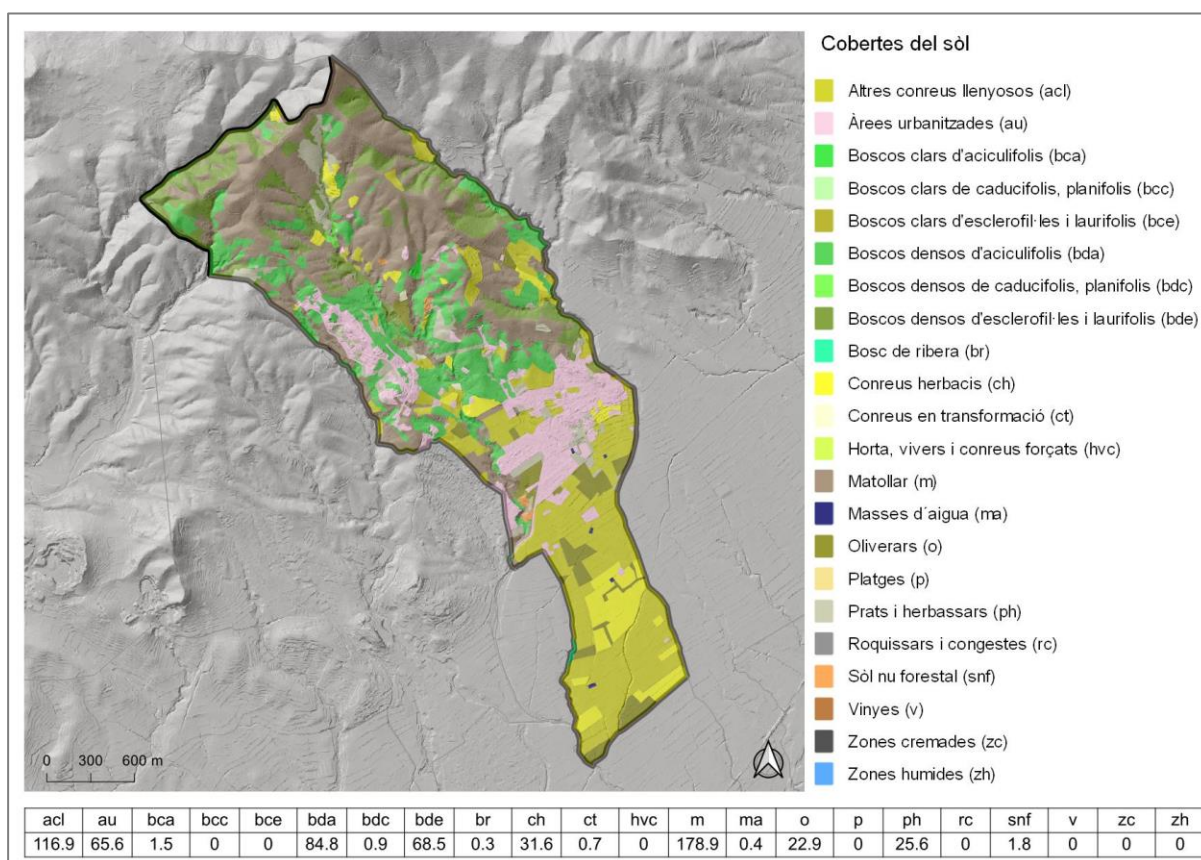 Cobertes del sòl
Altres conreus llenyosos (acl)
Àrees urbanitzades (au)
Boscos clars d'aciculifolis (bca)
Boscos clars de caducifolis, planifolis (bcc)
Boscos clars d'esclerofil·les i laurifolis (bce)
Boscos densos d'aciculifolis (bda)
Boscos densos de caducifolis, planifolis (bdc)
Boscos densos d'esclerofil·les i laurifolis (bde)
Bosc de ribera (br)
Conreus herbacis (ch)
Conreus en transformació (ct)
Horta, vivers i conreus forçats (hvc)
Matollar (m)
Masses d´aigua (ma)
Oliverars (o)
Platges (p)
Prats i herbassars (ph)
Roquissars i congestes (rc)
Sòl nu forestal (snf)
Vinyes (v)
Zones cremades (zc)
Zones humides (zh)
0 300 600 m
acl au bca bcc bce bda bdc bde br ch ct hvc m ma o p ph rc snf v zc zh
116.9 65.6 1.5 0 0 84.8 0.9 68.5 0.3 31.6 0.7 0 178.9 0.4 22.9 0 25.6 0 1.8 0 0 0